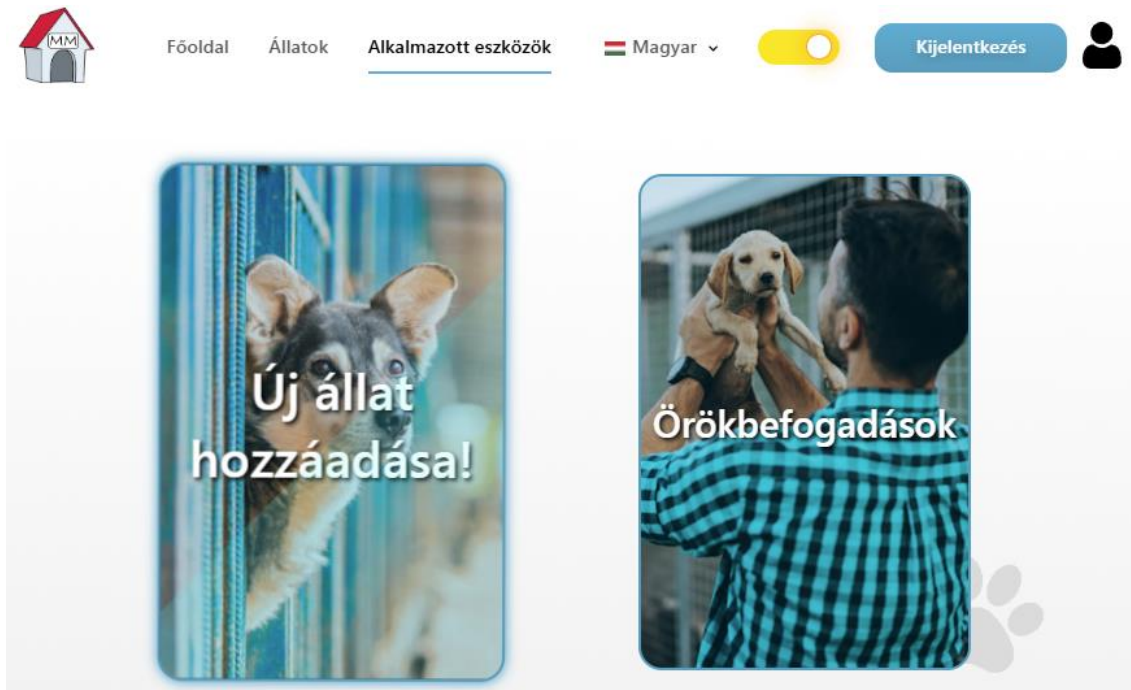 MM
Főoldal
Állatok
Alkalmazott eszközök
Magyar
Kijelentkezés
Új állat
hozzáadása!
Örökbefogadások